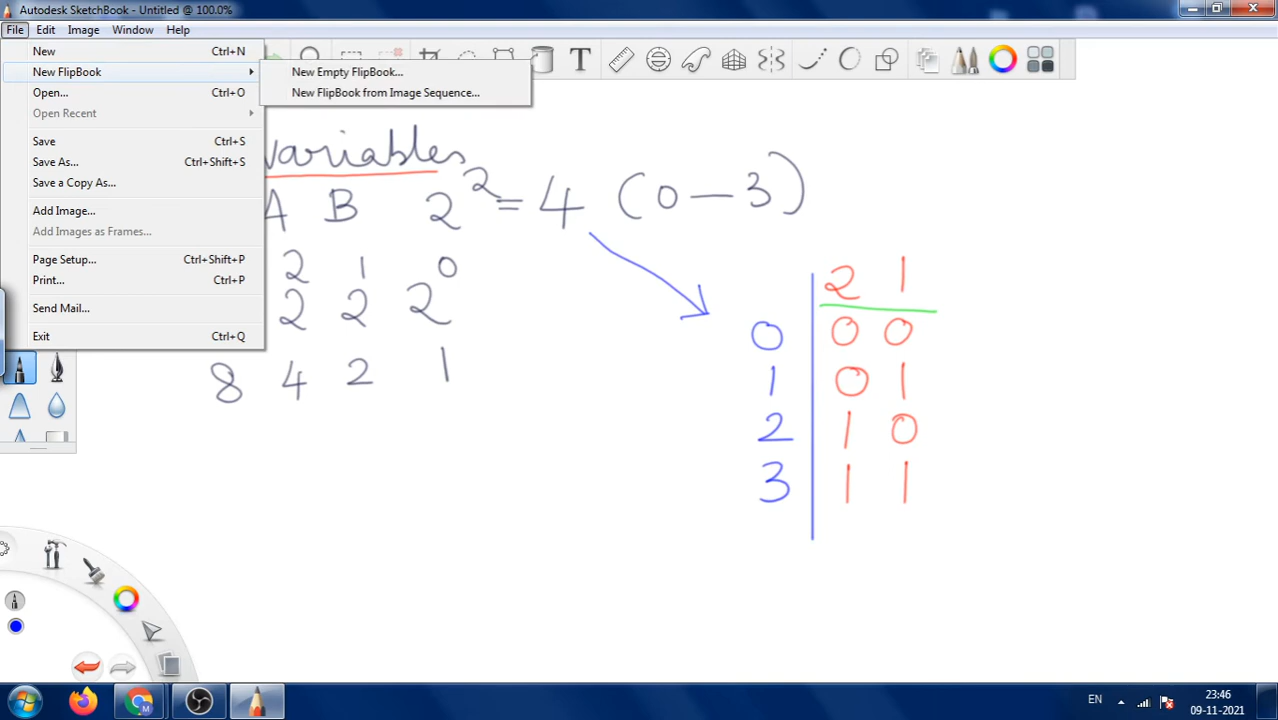 Autodesk SketchBook - Untitled @ 100.0%
File Edit Image Window Help
New Ctrl+N
New FlipBook
New Empty FlipBook...
Open... Ctrl+O
New FlipBook from Image Sequence...
Open Recent
Save Ctrl+S
Save As... Ctrl+Shift+S
Save a Copy As...
Add Image...
Add Images as Frames...
Page Setup... Ctrl+Shift+P
Print... Ctrl+P
Send Mail...
Exit Ctrl+Q
variables
A B 2² = 4 (0 — 3)
2 1 0
2 2 2
8 4 2 1
2 1
0 0 0
1 0 1
2 1 0
3 1 1
EN
23:46
09-11-2021